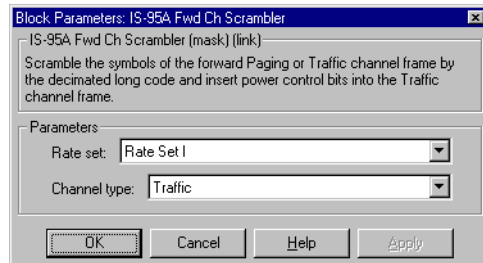 Block Parameters: IS-95A Fwd Ch Scrambler
IS-95A Fwd Ch Scrambler (mask) (link)
Scramble the symbols of the forward Paging or Traffic channel frame by
the decimated long code and insert power control bits into the Traffic
channel frame.
Parameters
Rate set: Rate Set I
Channel type: Traffic
OK Cancel Help Apply